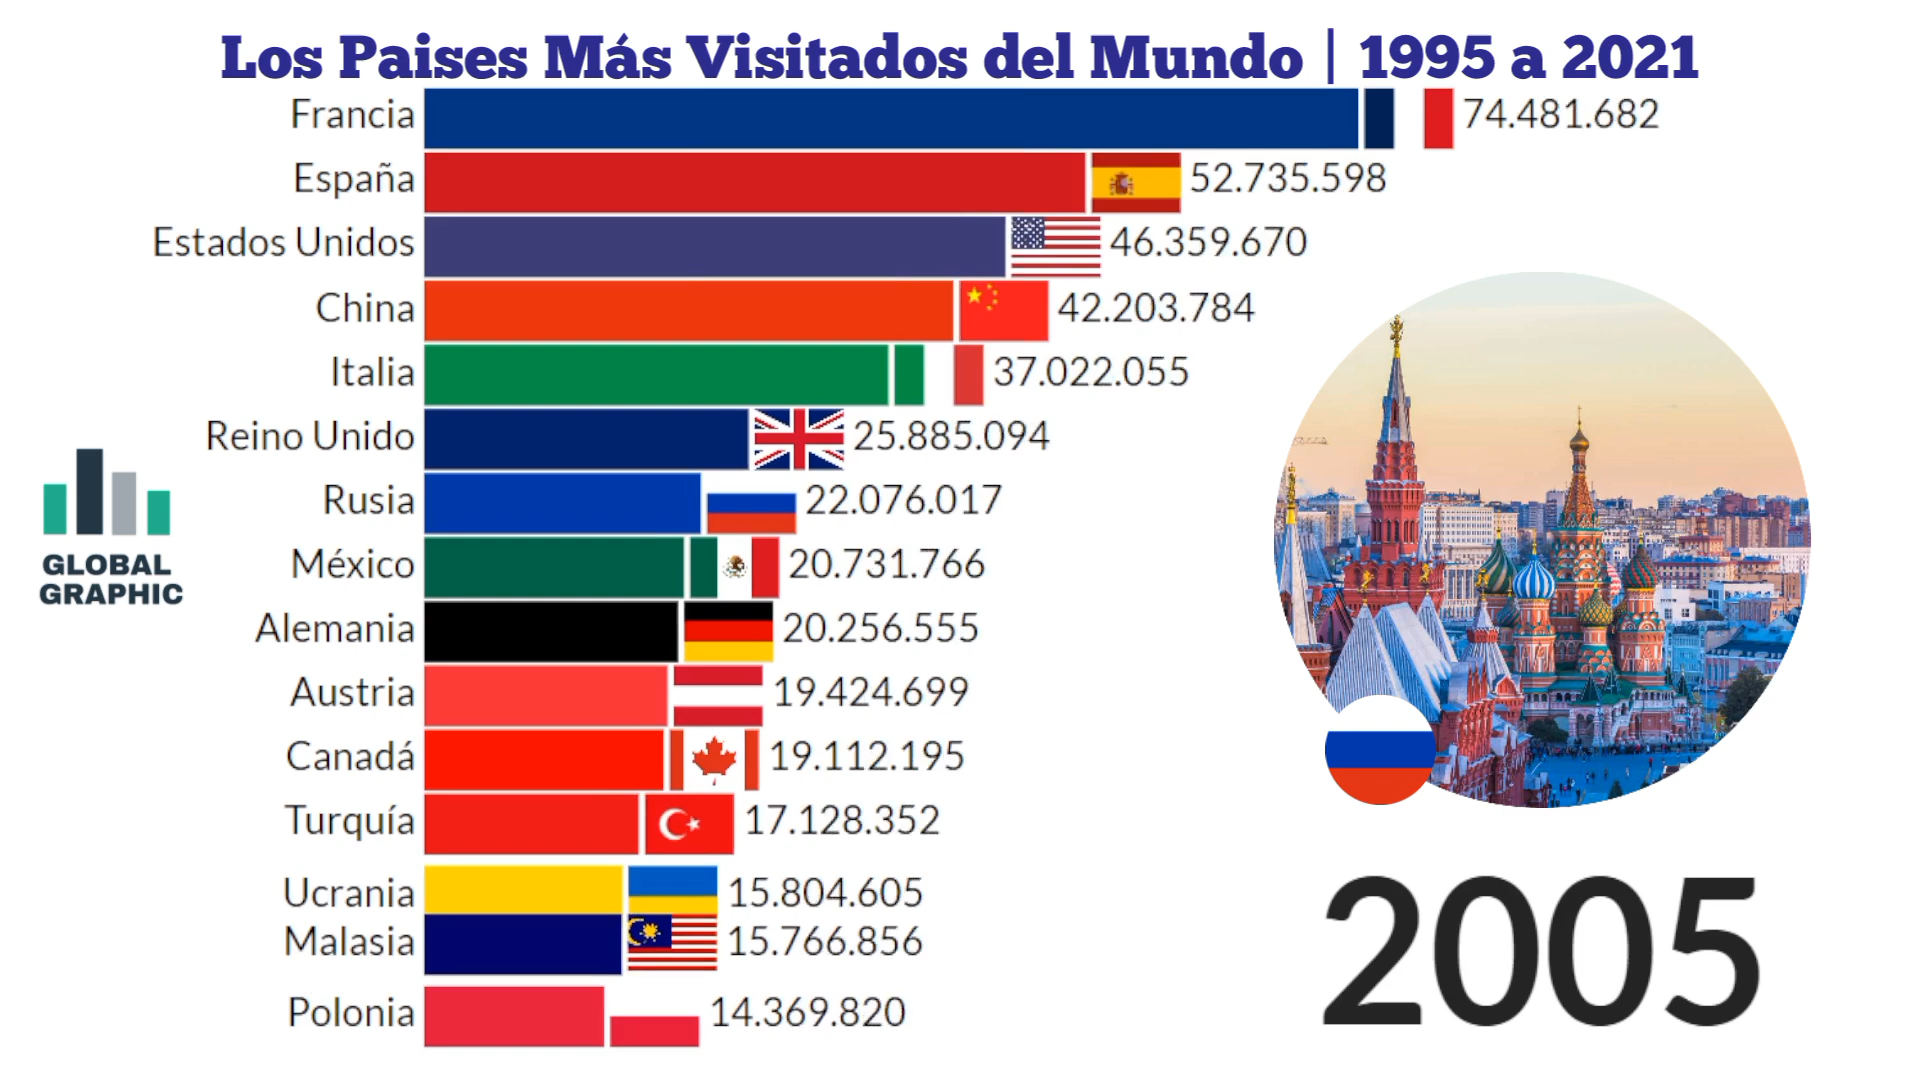 Los Paises Más Visitados del Mundo | 1995 a 2021
Francia 74.481.682
España 52.735.598
Estados Unidos 46.359.670
China 42.203.784
Italia 37.022.055
Reino Unido 25.885.094
Rusia 22.076.017
México 20.731.766
Alemania 20.256.555
Austria 19.424.699
Canadá 19.112.195
Turquía 17.128.352
Ucrania 15.804.605
Malasia 15.766.856
Polonia 14.369.820
GLOBAL
GRAPHIC
2005